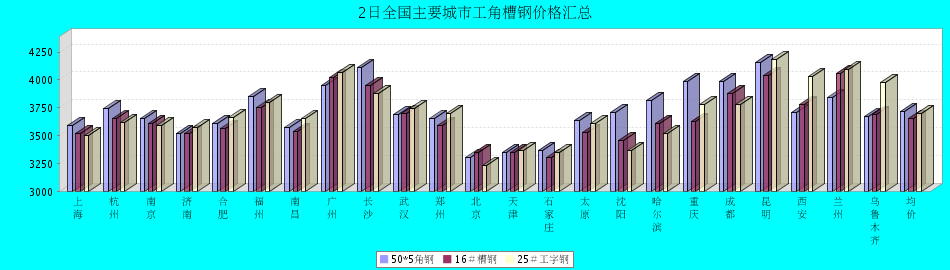 2日全国主要城市工角槽钢价格汇总
4250
4000
3750
3500
3250
3000
上海 杭州 南京 济南 合肥 福州 南昌 广州 长沙 武汉 郑州 北京 天津 石家庄 太原 沈阳 哈尔滨 重庆 成都 昆明 西安 兰州 乌鲁木齐 均价
50*5角钢 16#槽钢 25#工字钢